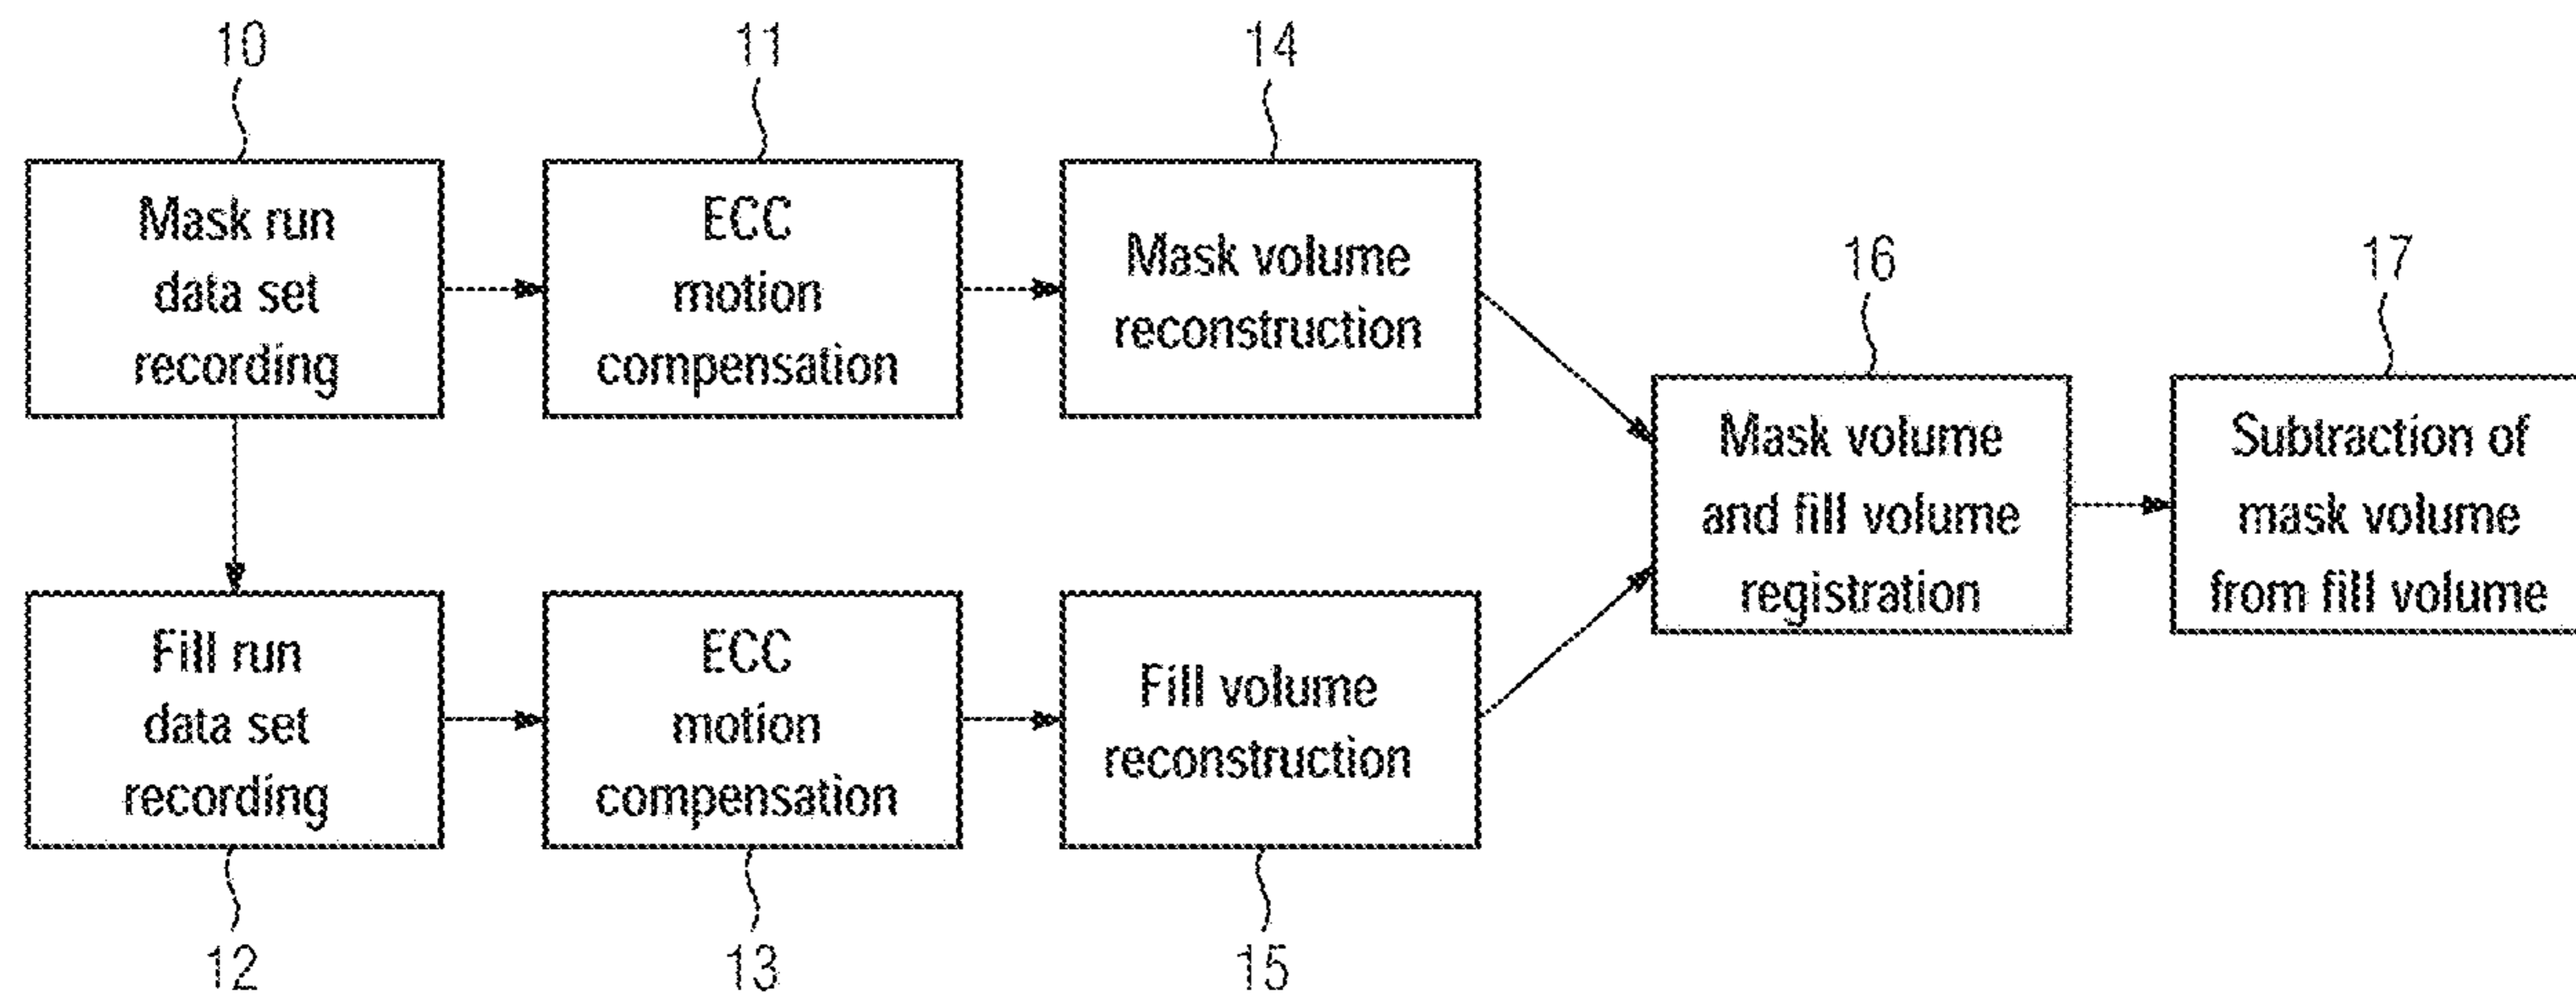 10
11
14
Mask run
data set
recording
ECC
motion
compensation
Mask volume
reconstruction
16
17
Mask volume
and fill volume
registration
Subtraction of
mask volume
from fill volume
Fill run
data set
recording
ECC
motion
compensation
Fill volume
reconstruction
12
13
15